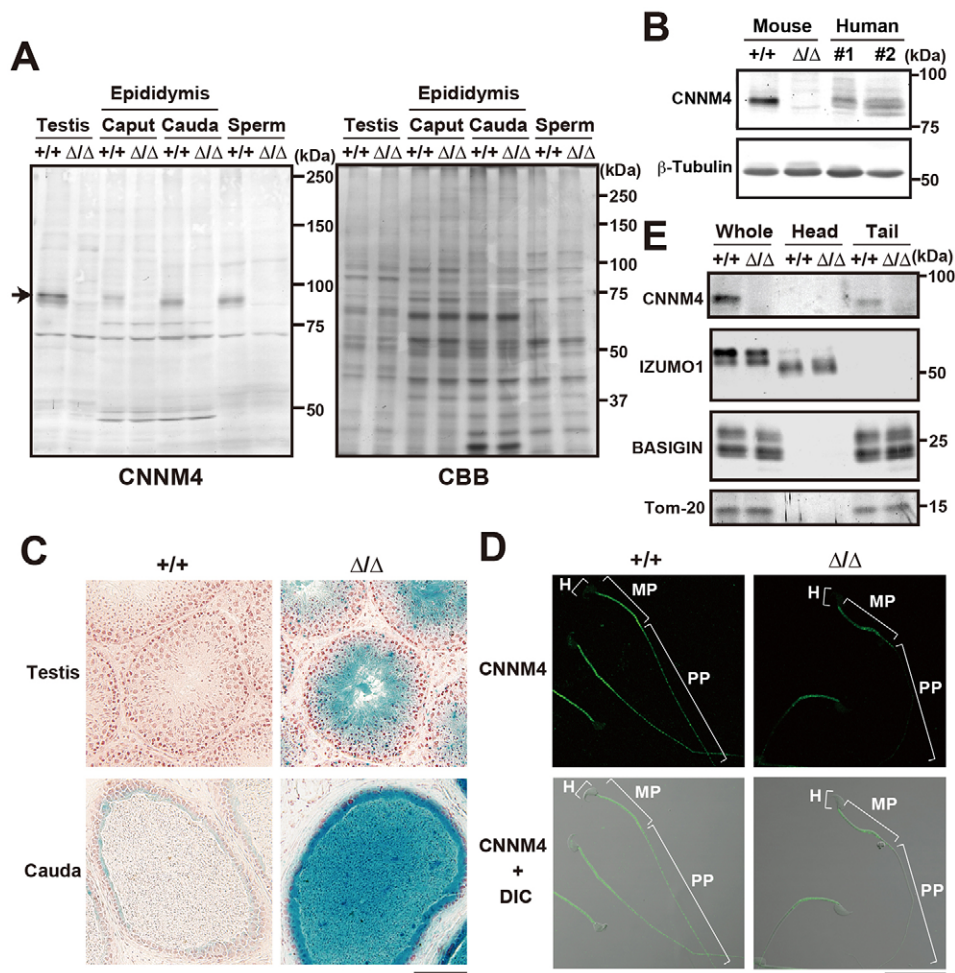 A
Epididymis
Testis Caput Cauda Sperm
+/+ Δ/Δ +/+ Δ/Δ +/+ Δ/Δ +/+ Δ/Δ
(kDa)
250
150
100
75
50
CNNM4
Epididymis
Testis Caput Cauda Sperm
+/+ Δ/Δ +/+ Δ/Δ +/+ Δ/Δ +/+ Δ/Δ
(kDa)
250
150
100
75
50
37
CBB
B
Mouse Human
+/+ Δ/Δ #1 #2 (kDa)
CNNM4
100
75
β-Tubulin
50
E
Whole Head Tail
+/+ Δ/Δ +/+ Δ/Δ +/+ Δ/Δ (kDa)
CNNM4
100
IZUMO1
50
BASIGIN
25
Tom-20
15
C
+/+ Δ/Δ
Testis
Cauda
D
+/+ Δ/Δ
CNNM4
H MP PP
H MP PP
CNNM4
+
DIC
H MP PP
H MP PP